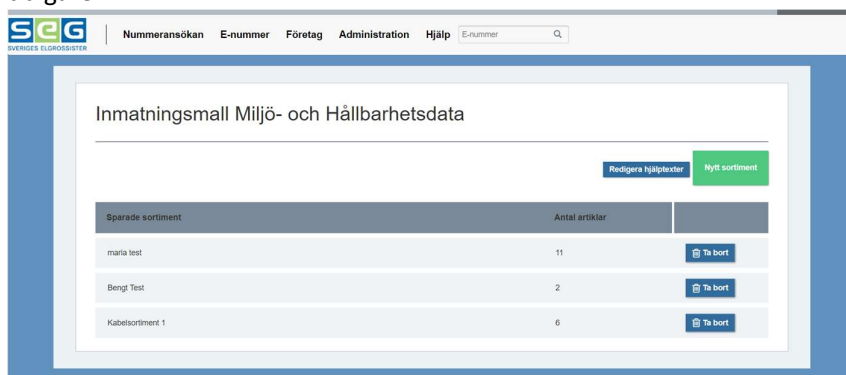 SEG
SVERIGES ELGROSSISTER
Nummeransökan E-nummer Företag Administration Hjälp E-nummer
Inmatningsmall Miljö- och Hållbarhetsdata
Redigera hjälptexter Nytt sortiment
Sparade sortiment Antal artiklar
maria test 11 Ta bort
Bengt Test 2 Ta bort
Kabelsortiment 1 6 Ta bort